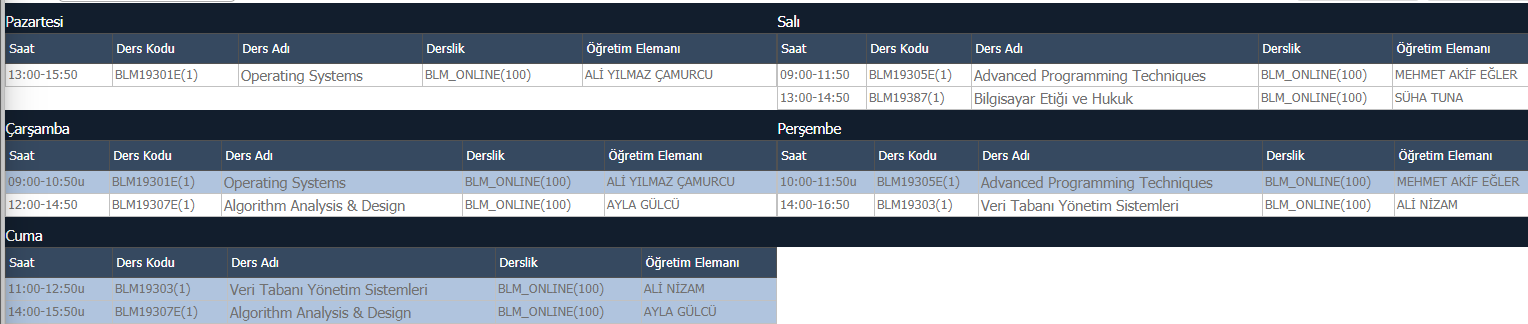 Pazartesi
Saat Ders Kodu Ders Adı Derslik Öğretim Elemanı
13:00-15:50 BLM19301E(1) Operating Systems BLM_ONLINE(100) ALİ YILMAZ ÇAMURCU
Salı
Saat Ders Kodu Ders Adı Derslik Öğretim Elemanı
09:00-11:50 BLM19305E(1) Advanced Programming Techniques BLM_ONLINE(100) MEHMET AKİF EĞLER
13:00-14:50 BLM19387(1) Bilgisayar Etiği ve Hukuk BLM_ONLINE(100) SÜHA TUNA
Çarşamba
Saat Ders Kodu Ders Adı Derslik Öğretim Elemanı
09:00-10:50u BLM19301E(1) Operating Systems BLM_ONLINE(100) ALİ YILMAZ ÇAMURCU
12:00-14:50 BLM19307E(1) Algorithm Analysis & Design BLM_ONLINE(100) AYLA GÜLCÜ
Perşembe
Saat Ders Kodu Ders Adı Derslik Öğretim Elemanı
10:00-11:50u BLM19305E(1) Advanced Programming Techniques BLM_ONLINE(100) MEHMET AKİF EĞLER
14:00-16:50 BLM19303(1) Veri Tabanı Yönetim Sistemleri BLM_ONLINE(100) ALİ NİZAM
Cuma
Saat Ders Kodu Ders Adı Derslik Öğretim Elemanı
11:00-12:50u BLM19303(1) Veri Tabanı Yönetim Sistemleri BLM_ONLINE(100) ALİ NİZAM
14:00-15:50u BLM19307E(1) Algorithm Analysis & Design BLM_ONLINE(100) AYLA GÜLCÜ